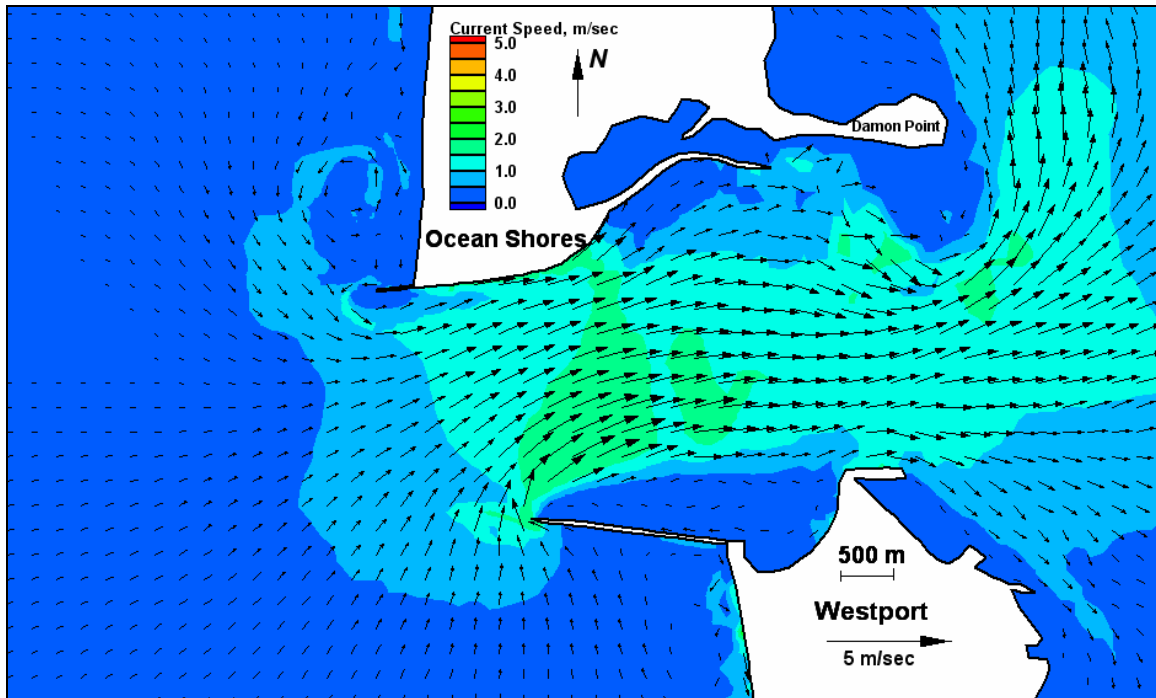 Current Speed, m/sec
5.0
4.0
3.0
2.0
1.0
0.0
N
Damon Point
Ocean Shores
500 m
Westport
5 m/sec